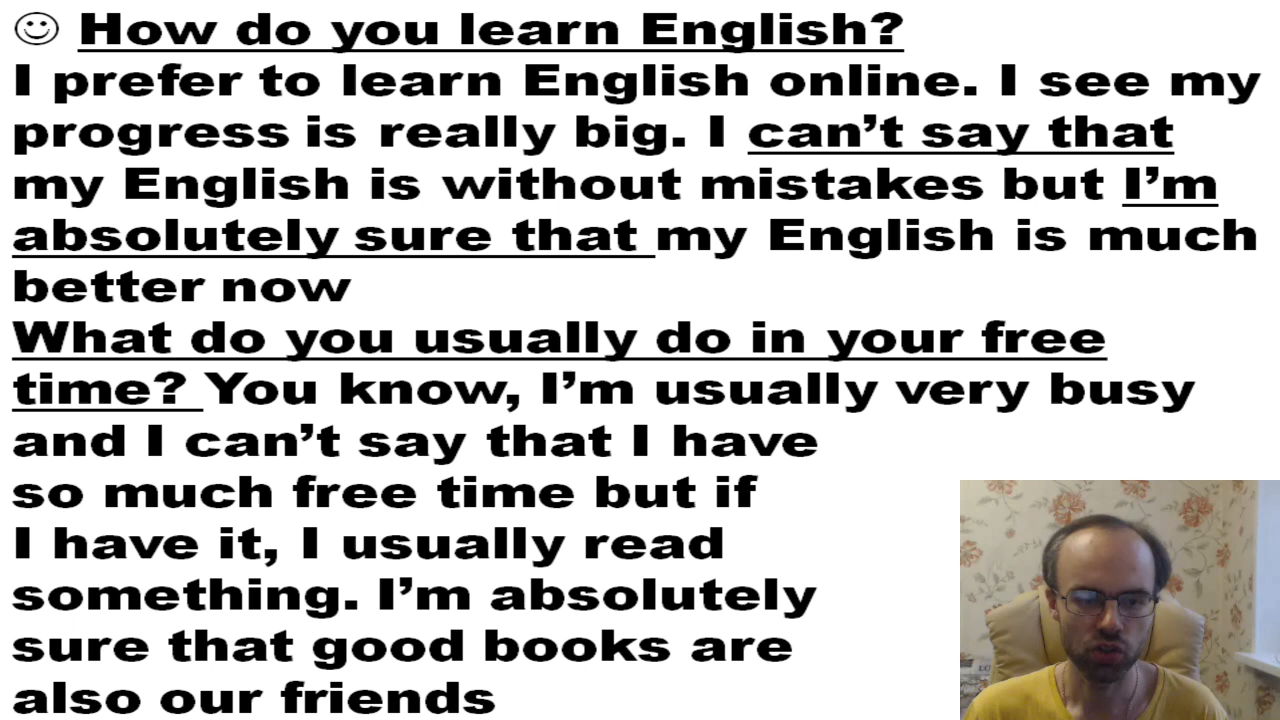 ☺ How do you learn English?
I prefer to learn English online. I see my
progress is really big. I can’t say that
my English is without mistakes but I’m
absolutely sure that my English is much
better now
What do you usually do in your free
time? You know, I’m usually very busy
and I can’t say that I have
so much free time but if
I have it, I usually read
something. I’m absolutely
sure that good books are
also our friends